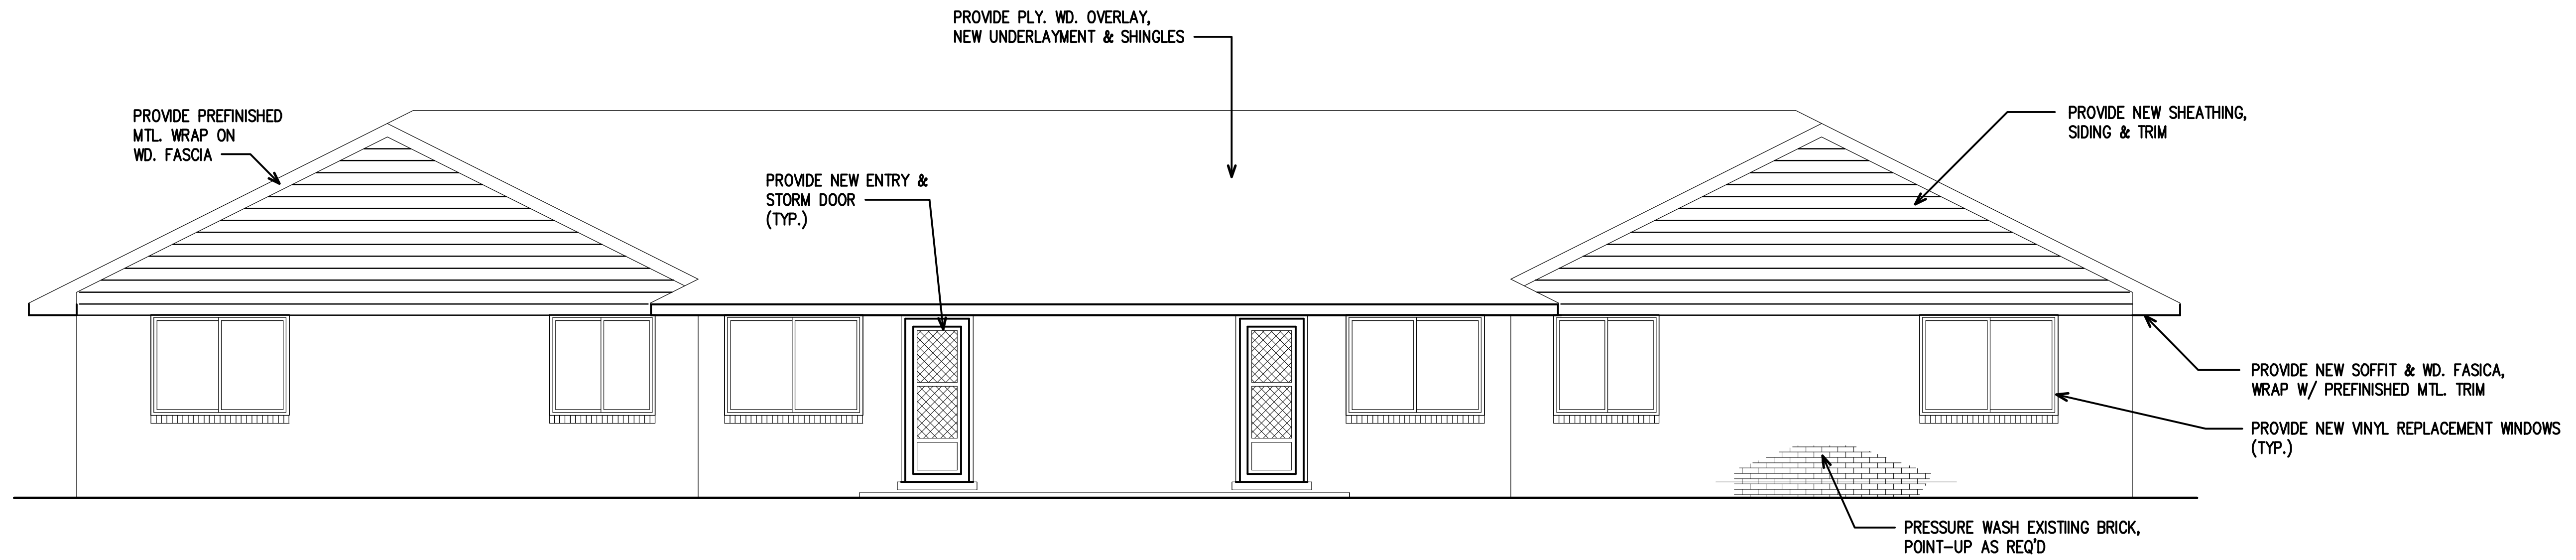 PROVIDE PLY. WD. OVERLAY,
NEW UNDERLAYMENT & SHINGLES
PROVIDE PREFINISHED
MTL. WRAP ON
WD. FASCIA
PROVIDE NEW SHEATHING,
SIDING & TRIM
PROVIDE NEW ENTRY &
STORM DOOR
(TYP.)
PROVIDE NEW SOFFIT & WD. FASICA,
WRAP W/ PREFINISHED MTL. TRIM
PROVIDE NEW VINYL REPLACEMENT WINDOWS
(TYP.)
PRESSURE WASH EXISTIING BRICK,
POINT-UP AS REQ'D